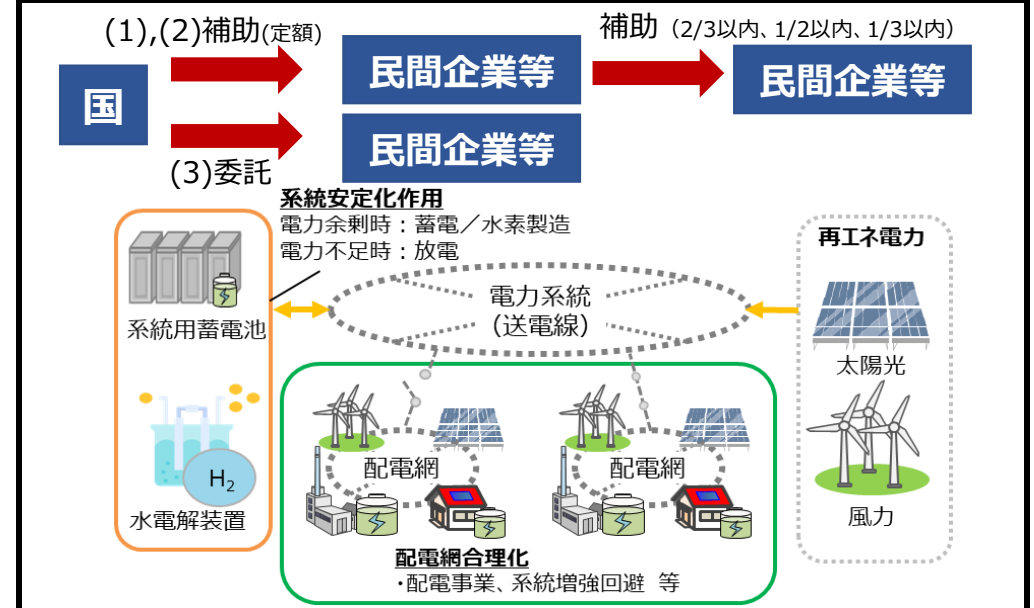 (1),(2)補助(定額)
補助（2/3以内、1/2以内、1/3以内）
国
民間企業等
民間企業等
民間企業等
(3)委託
系統安定化作用
電力余剰時：蓄電／水素製造
電力不足時：放電
系統用蓄電池
水電解装置
H2
電力系統
(送電線)
再エネ電力
太陽光
風力
配電網
配電網
配電網合理化
・配電事業、系統増強回避 等